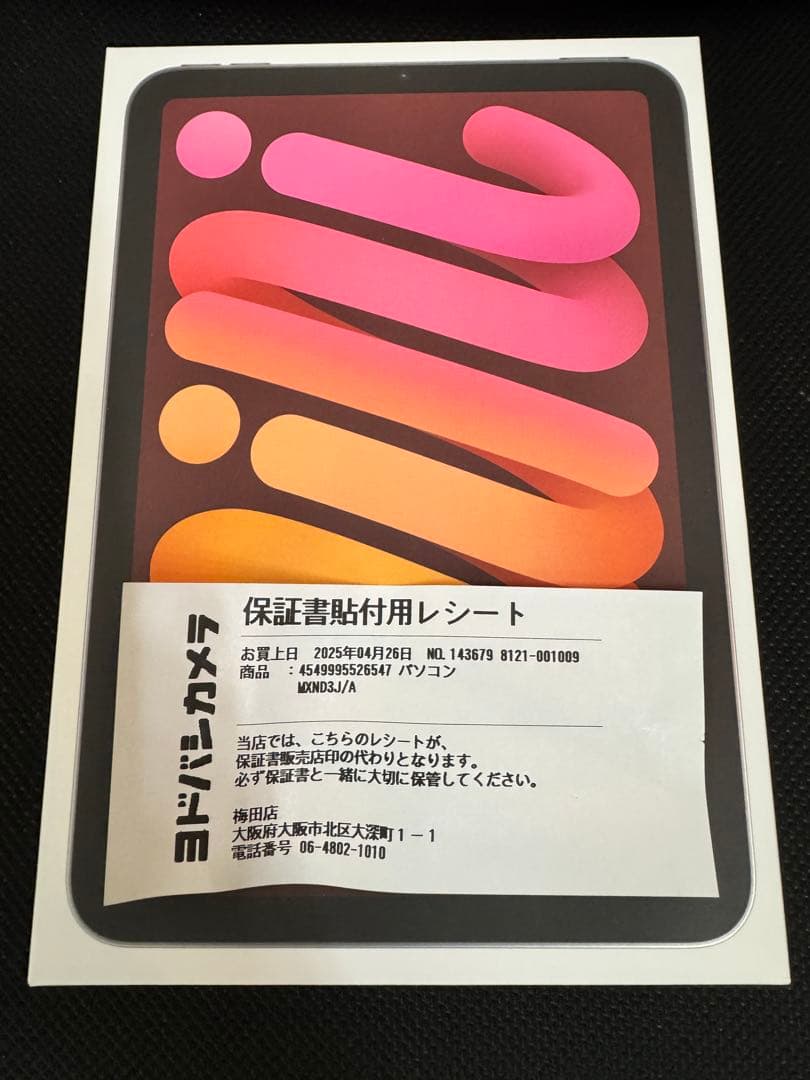 ヨドバシカメラ
保証書貼付用レシート
お買上日 2025年04月26日 NO. 143679 8121-001009
商品 :4549995526547 パソコン
MXND3J/A
当店では、こちらのレシートが、
保証書販売店印の代わりとなります。
必ず保証書と一緒に大切に保管してください。
梅田店
大阪府大阪市北区大深町1-1
電話番号 06-4802-1010